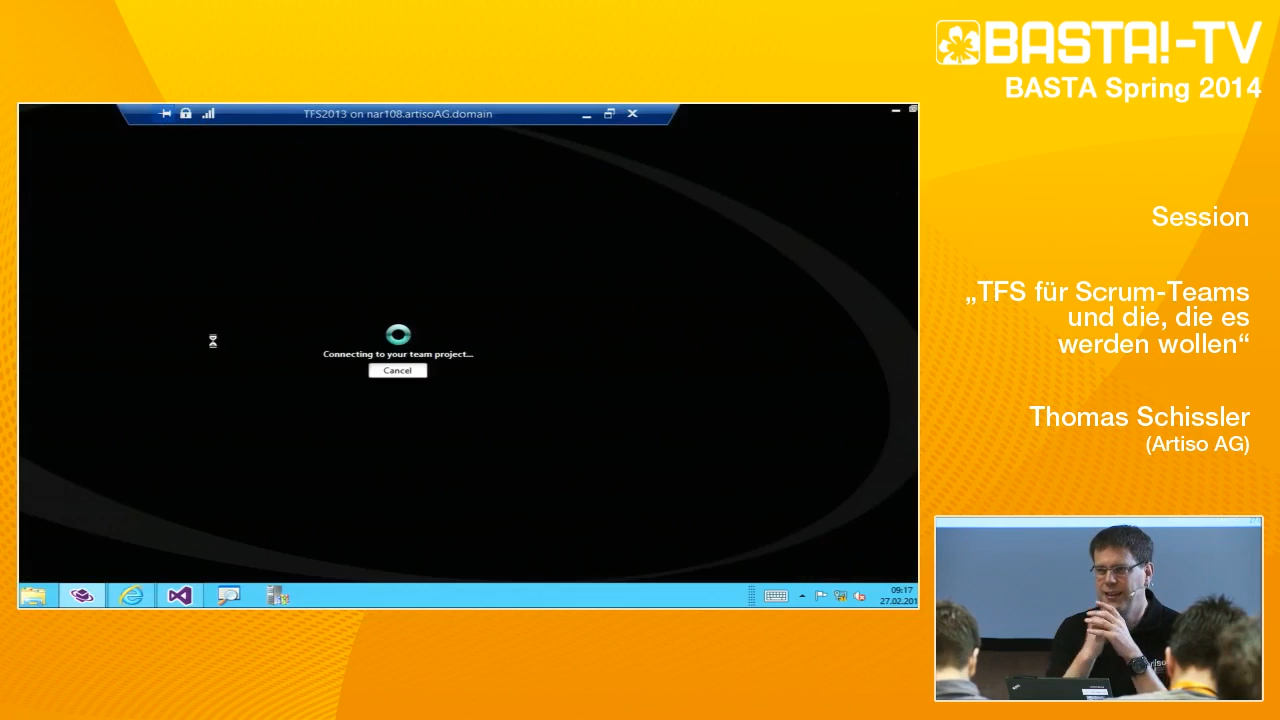 BASTA!-TV
BASTA Spring 2014
TFS2013 on nar108.artisoAG.domain
Session
„TFS für Scrum-Teams
und die, die es
werden wollen“
Connecting to your team project...
Cancel
Thomas Schissler
(Artiso AG)
09:17
27.02.201